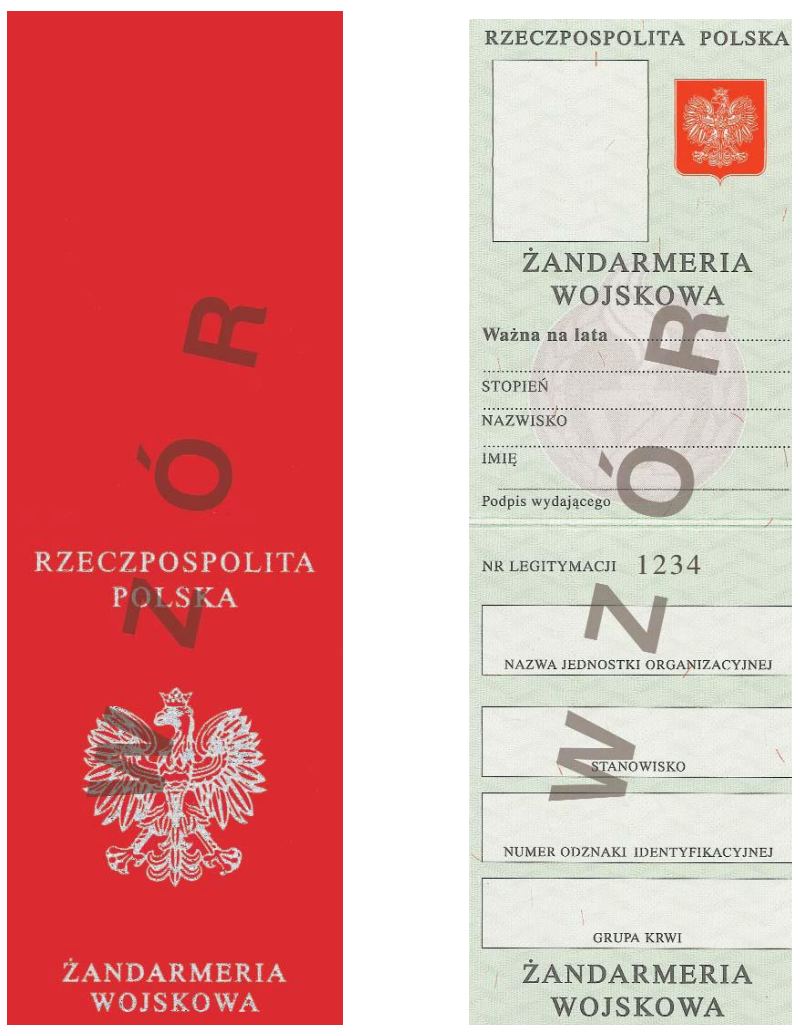 RZECZPOSPOLITA
POLSKA
ŻANDARMERIA
WOJSKOWA
WZÓR
RZECZPOSPOLITA POLSKA
ŻANDARMERIA
WOJSKOWA
Ważna na lata ..........................
STOPIEŃ
NAZWISKO
IMIĘ
Podpis wydającego
NR LEGITYMACJI 1234
NAZWA JEDNOSTKI ORGANIZACYJNEJ
STANOWISKO
NUMER ODZNAKI IDENTYFIKACYJNEJ
GRUPA KRWI
ŻANDARMERIA
WOJSKOWA
WZÓR